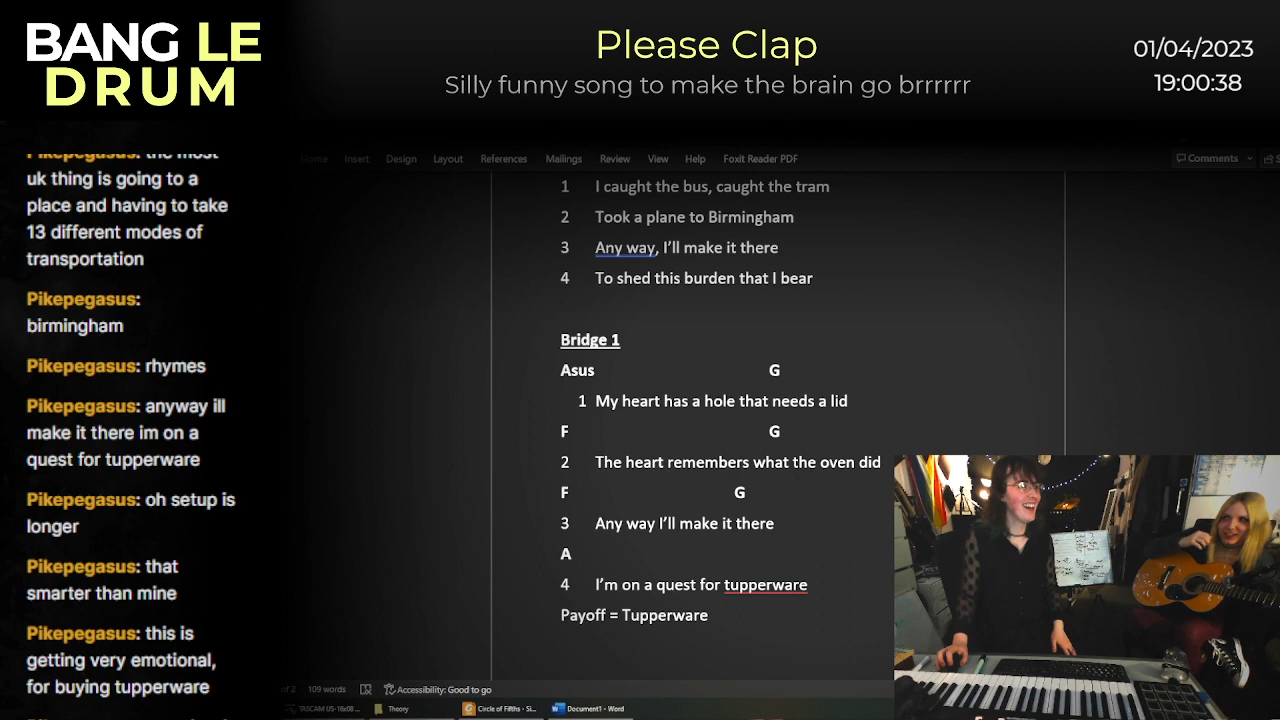 BANG LE
DRUM
Please Clap
Silly funny song to make the brain go brrrrrr
01/04/2023
19:00:38
Pikepegasus: the most
uk thing is going to a
place and having to take
13 different modes of
transportation
Pikepegasus:
birmingham
Pikepegasus: rhymes
Pikepegasus: anyway ill
make it there im on a
quest for tupperware
Pikepegasus: oh setup is
longer
Pikepegasus: that
smarter than mine
Pikepegasus: this is
getting very emotional,
for buying tupperware
Home Insert Design Layout References Mailings Review View Help Foxit Reader PDF Comments
1 I caught the bus, caught the tram
2 Took a plane to Birmingham
3 Any way, I'll make it there
4 To shed this burden that I bear
Bridge 1
Asus G
1 My heart has a hole that needs a lid
F G
2 The heart remembers what the oven did
F G
3 Any way I'll make it there
A
4 I'm on a quest for tupperware
Payoff = Tupperware
of 2 109 words Accessibility: Good to go
TASCAM US-16x08 ... Theory Circle of Fifths - Si... Document1 - Word